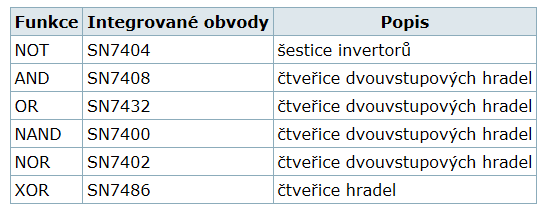 Funkce Integrované obvody Popis
NOT SN7404 šestice invertorů
AND SN7408 čtveřice dvouvstupových hradel
OR SN7432 čtveřice dvouvstupových hradel
NAND SN7400 čtveřice dvouvstupových hradel
NOR SN7402 čtveřice dvouvstupových hradel
XOR SN7486 čtveřice hradel